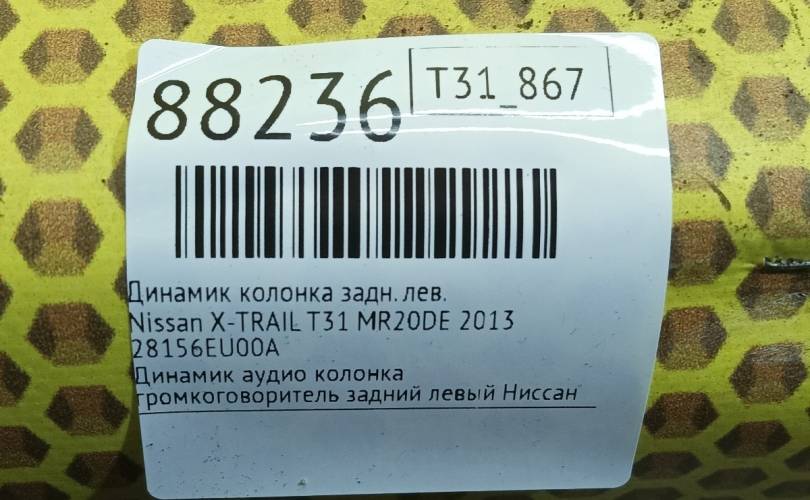 88236
T31_867
Динамик колонка задн. лев.
Nissan X-TRAIL T31 MR20DE 2013
28156EU00A
Динамик аудио колонка
громкоговоритель задний левый Ниссан